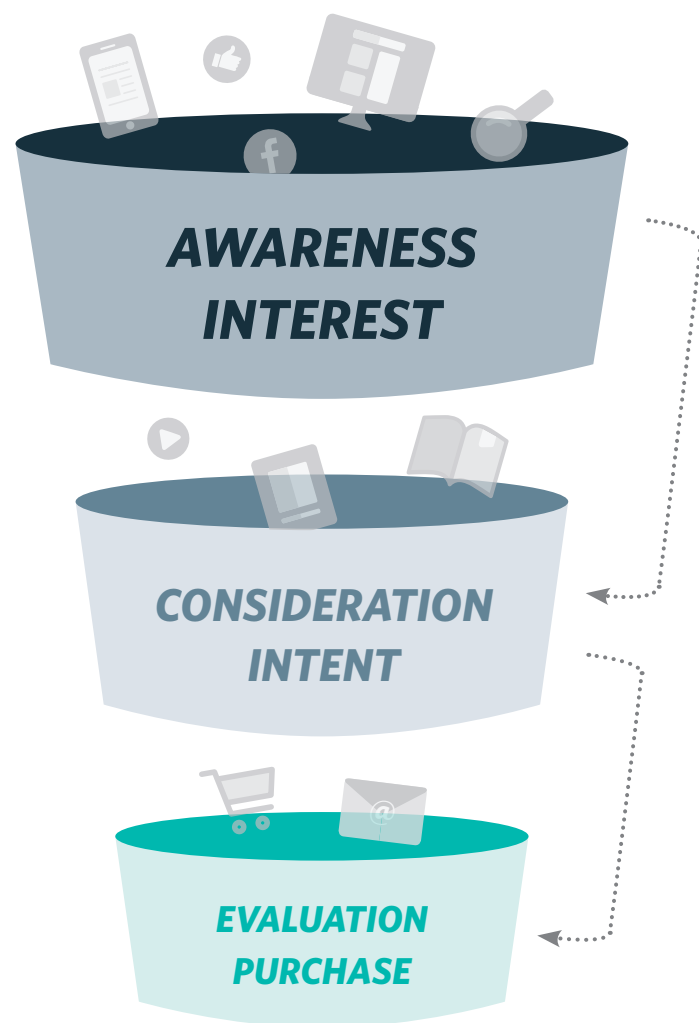 AWARENESS
INTEREST
CONSIDERATION
INTENT
@
EVALUATION
PURCHASE